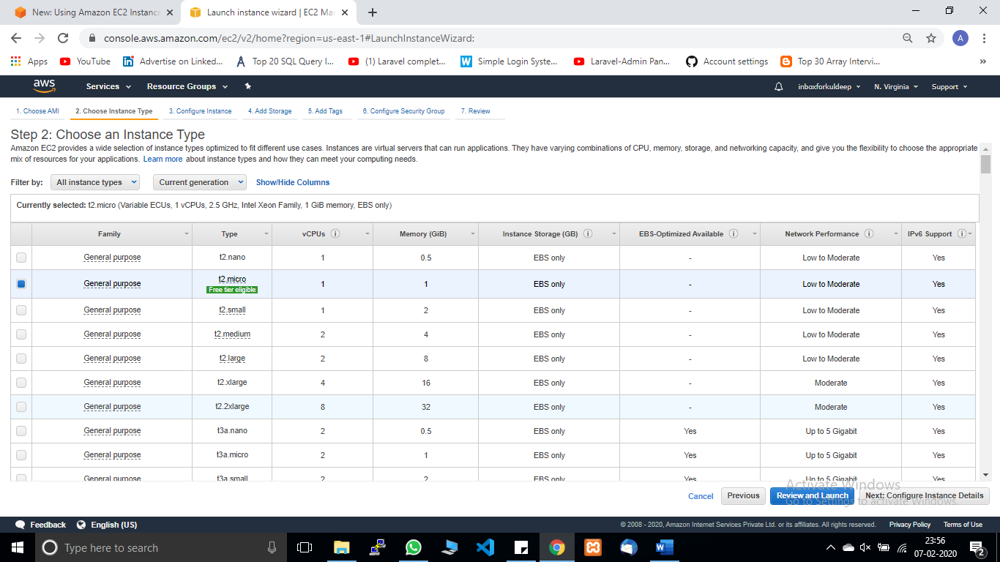 New: Using Amazon EC2 Instance
Launch instance wizard | EC2 Ma
console.aws.amazon.com/ec2/v2/home?region=us-east-1#LaunchInstanceWizard:
A
Apps YouTube Advertise on Linked... Top 20 SQL Query I... (1) Laravel complet... Simple Login Syste... Laravel-Admin Pan... Account settings Top 30 Array Intervi... »
aws Services Resource Groups inboxforkuldeep N. Virginia Support
1. Choose AMI 2. Choose Instance Type 3. Configure Instance 4. Add Storage 5. Add Tags 6. Configure Security Group 7. Review
Step 2: Choose an Instance Type
Amazon EC2 provides a wide selection of instance types optimized to fit different use cases. Instances are virtual servers that can run applications. They have varying combinations of CPU, memory, storage, and networking capacity, and give you the flexibility to choose the appropriate
mix of resources for your applications. Learn more about instance types and how they can meet your computing needs.
Filter by: All instance types Current generation Show/Hide Columns
Currently selected: t2.micro (Variable ECUs, 1 vCPUs, 2.5 GHz, Intel Xeon Family, 1 GiB memory, EBS only)
Family Type vCPUs Memory (GiB) Instance Storage (GB) EBS-Optimized Available Network Performance IPv6 Support
General purpose t2.nano 1 0.5 EBS only - Low to Moderate Yes
General purpose t2.micro 1 1 EBS only - Low to Moderate Yes
Free tier eligible
General purpose t2.small 1 2 EBS only - Low to Moderate Yes
General purpose t2.medium 2 4 EBS only - Low to Moderate Yes
General purpose t2.large 2 8 EBS only - Low to Moderate Yes
General purpose t2.xlarge 4 16 EBS only - Moderate Yes
General purpose t2.2xlarge 8 32 EBS only - Moderate Yes
General purpose t3a.nano 2 0.5 EBS only Yes Up to 5 Gigabit Yes
General purpose t3a.micro 2 1 EBS only Yes Up to 5 Gigabit Yes
General purpose t3a.small 2 2 EBS only Yes Up to 5 Gigabit Yes
Activate Windows
Cancel Previous Review and Launch Next: Configure Instance Details
Go to Settings to activate Windows.
Feedback English (US) © 2008 - 2020, Amazon Internet Services Private Ltd. or its affiliates. All rights reserved. Privacy Policy Terms of Use
Type here to search
23:56
07-02-2020
2